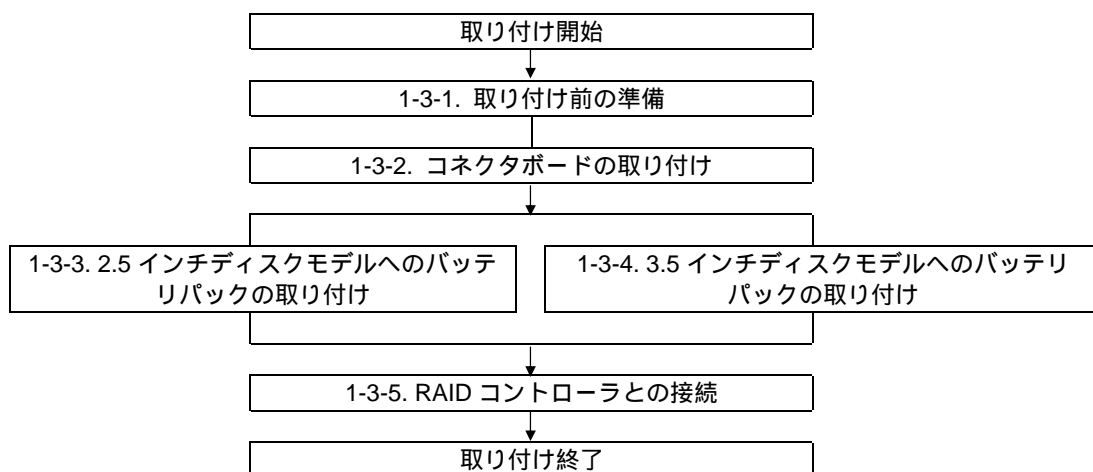 取り付け開始
1-3-1. 取り付け前の準備
1-3-2. コネクタボードの取り付け
1-3-3. 2.5 インチディスクモデルへのバッテ
リパックの取り付け
1-3-4. 3.5 インチディスクモデルへのバッテリ
パックの取り付け
1-3-5. RAID コントローラとの接続
取り付け終了